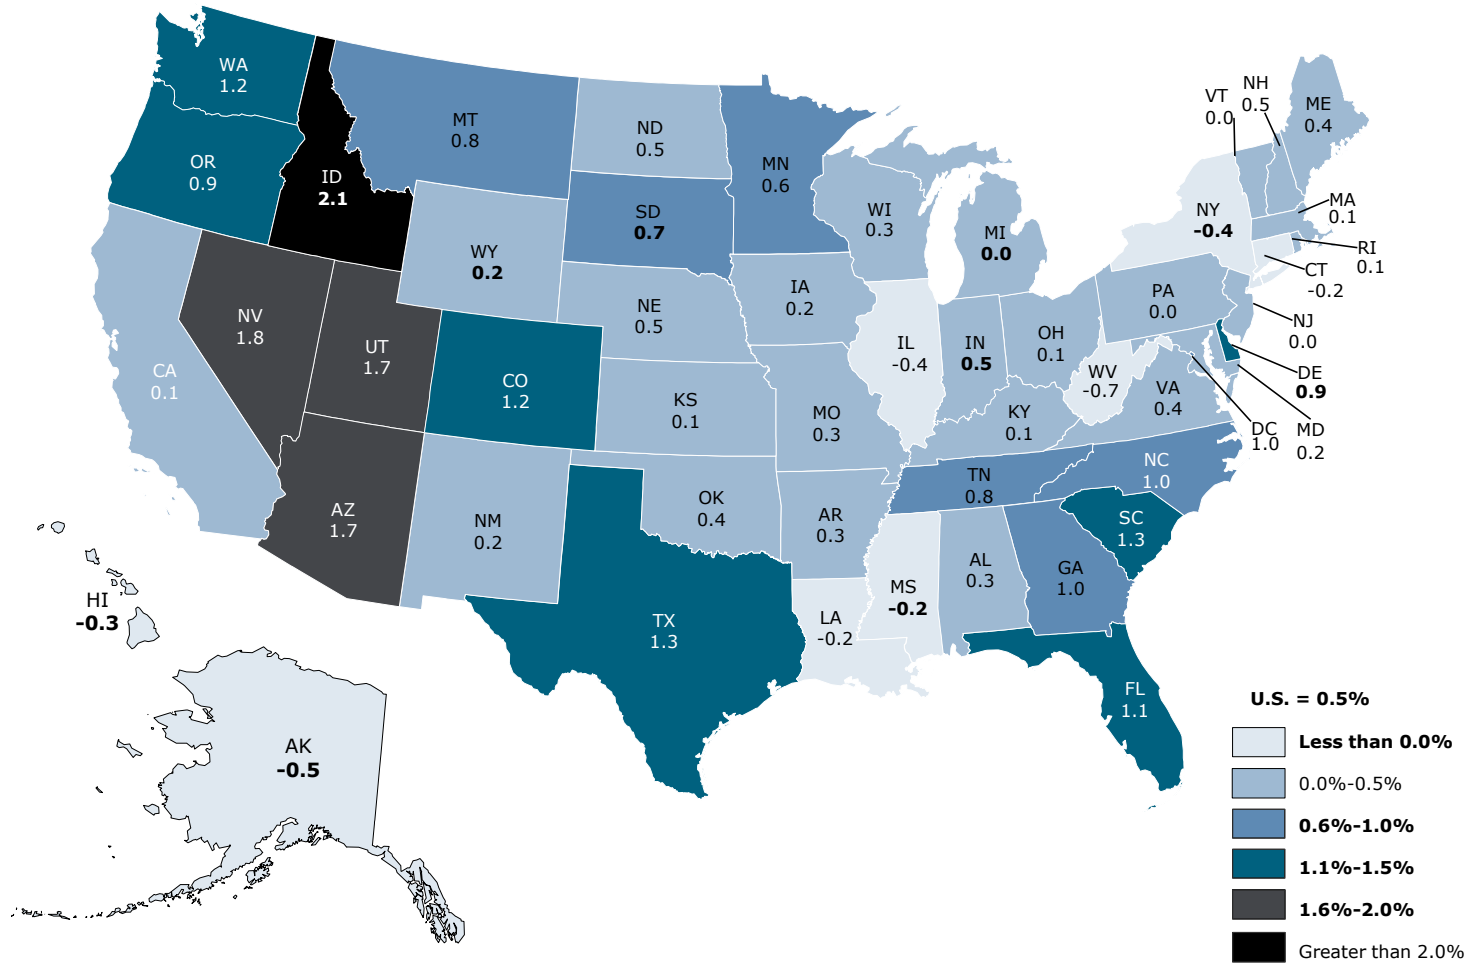 WA
1.2
OR
0.9
ID
2.1
MT
0.8
ND
0.5
MN
0.6
SD
0.7
WY
0.2
NE
0.5
IA
0.2
WI
0.3
MI
0.0
NY
-0.4
VT
0.0
NH
0.5
ME
0.4
MA
0.1
RI
0.1
CT
-0.2
NJ
0.0
DE
0.9
MD
0.2
DC
1.0
PA
0.0
OH
0.1
IN
0.5
IL
-0.4
WV
-0.7
VA
0.4
KY
0.1
NV
1.8
UT
1.7
CO
1.2
CA
0.1
KS
0.1
MO
0.3
TN
0.8
NC
1.0
SC
1.3
GA
1.0
AL
0.3
MS
-0.2
AR
0.3
OK
0.4
NM
0.2
AZ
1.7
TX
1.3
LA
-0.2
FL
1.1
HI
-0.3
AK
-0.5
U.S. = 0.5%
Less than 0.0%
0.0%-0.5%
0.6%-1.0%
1.1%-1.5%
1.6%-2.0%
Greater than 2.0%